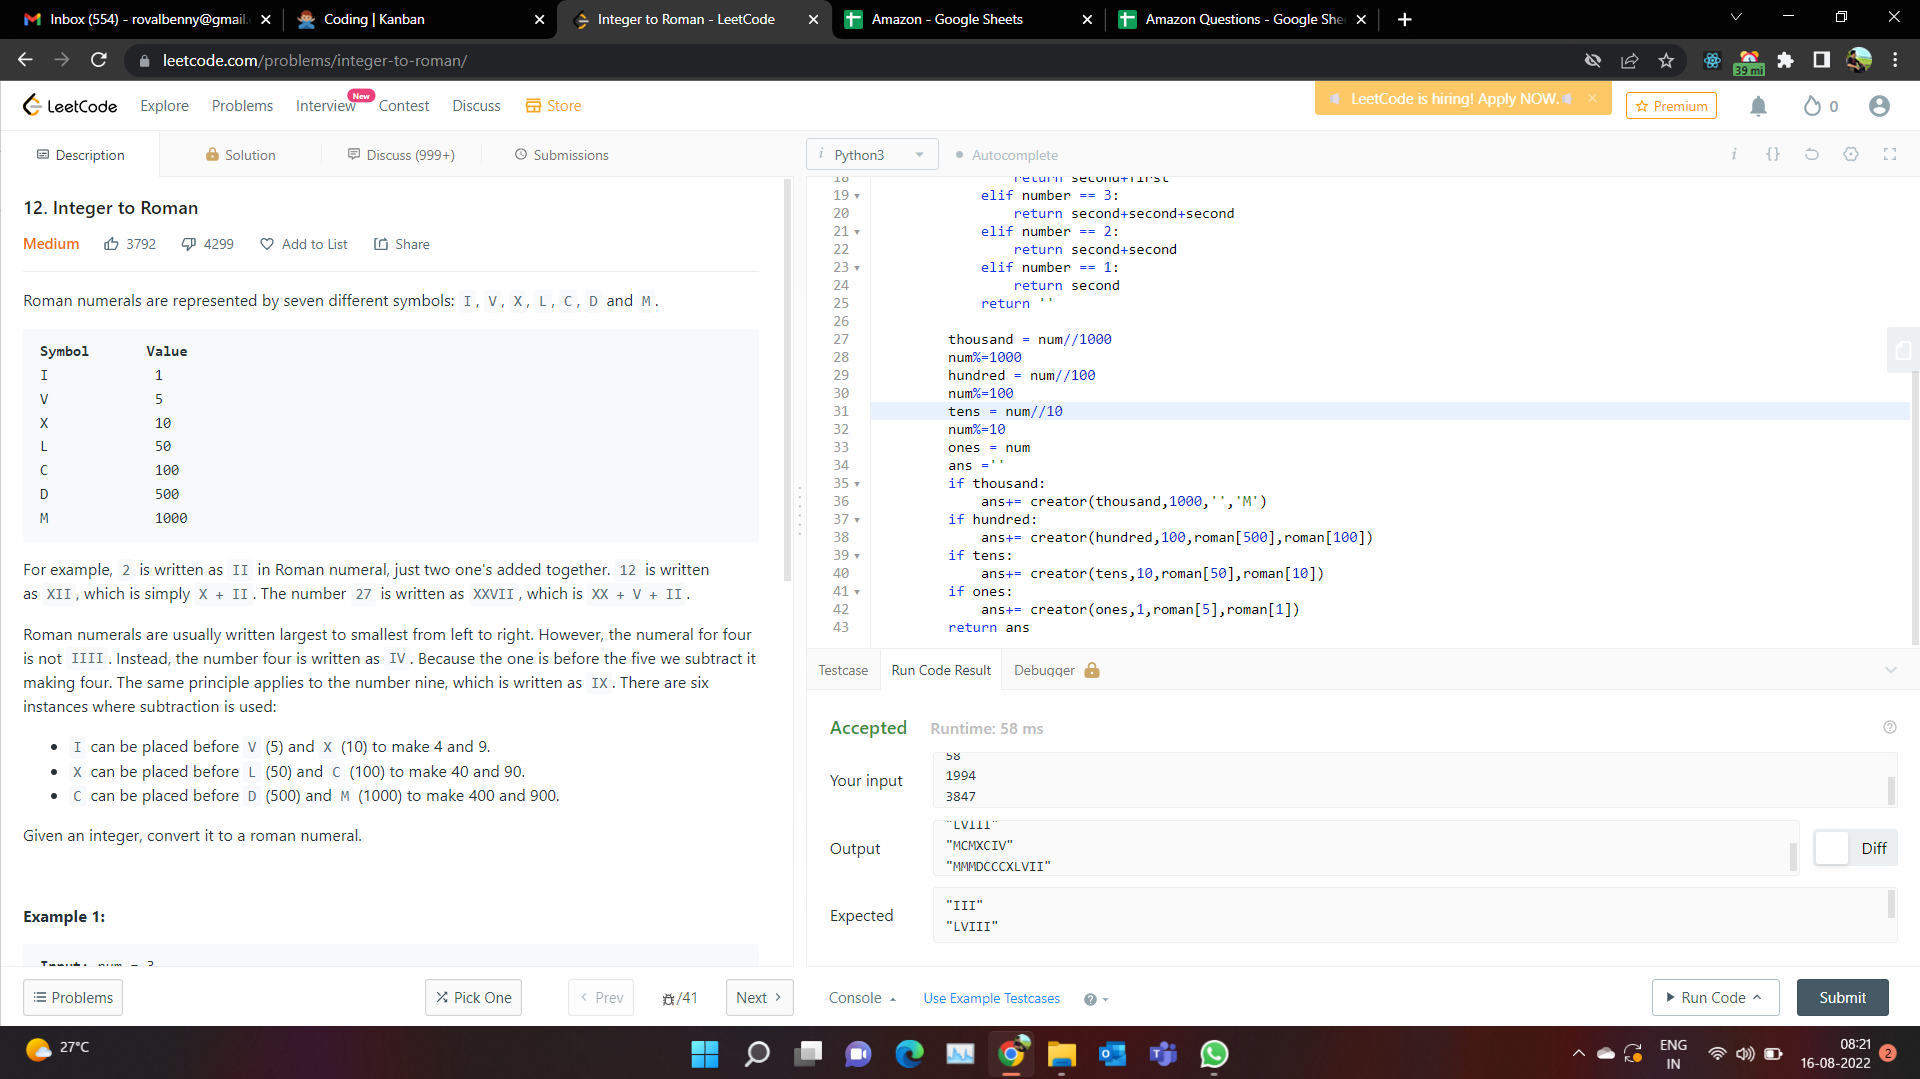 Inbox (554) - rovalbenny@gmail.
Coding | Kanban
Integer to Roman - LeetCode
Amazon - Google Sheets
Amazon Questions - Google She
leetcode.com/problems/integer-to-roman/
39 mi
LeetCode
Explore
Problems
Interview
New
Contest
Discuss
Store
LeetCode is hiring! Apply NOW.
Premium
0
Description
Solution
Discuss (999+)
Submissions
i Python3
Autocomplete
12. Integer to Roman
Medium 3792 4299 Add to List Share
Roman numerals are represented by seven different symbols: I, V, X, L, C, D and M.
Symbol Value
I 1
V 5
X 10
L 50
C 100
D 500
M 1000
For example, 2 is written as II in Roman numeral, just two one's added together. 12 is written
as XII, which is simply X + II. The number 27 is written as XXVII, which is XX + V + II.
Roman numerals are usually written largest to smallest from left to right. However, the numeral for four
is not IIII. Instead, the number four is written as IV. Because the one is before the five we subtract it
making four. The same principle applies to the number nine, which is written as IX. There are six
instances where subtraction is used:
I can be placed before V (5) and X (10) to make 4 and 9.
X can be placed before L (50) and C (100) to make 40 and 90.
C can be placed before D (500) and M (1000) to make 400 and 900.
Given an integer, convert it to a roman numeral.
Example 1:
Input: num = 3
Problems
Pick One
Prev
/41
Next
18 return second+first
19 elif number == 3:
20 return second+second+second
21 elif number == 2:
22 return second+second
23 elif number == 1:
24 return second
25 return ''
26
27 thousand = num//1000
28 num%=1000
29 hundred = num//100
30 num%=100
31 tens = num//10
32 num%=10
33 ones = num
34 ans =''
35 if thousand:
36 ans+= creator(thousand,1000,'','M')
37 if hundred:
38 ans+= creator(hundred,100,roman[500],roman[100])
39 if tens:
40 ans+= creator(tens,10,roman[50],roman[10])
41 if ones:
42 ans+= creator(ones,1,roman[5],roman[1])
43 return ans
Testcase
Run Code Result
Debugger
Accepted Runtime: 58 ms
Your input
58
1994
3847
Output
"LVIII"
"MCMXCIV"
"MMMDCCCXLVII"
Diff
Expected
"III"
"LVIII"
Console
Use Example Testcases
Run Code
Submit
27°C
ENG
IN
08:21
16-08-2022
2